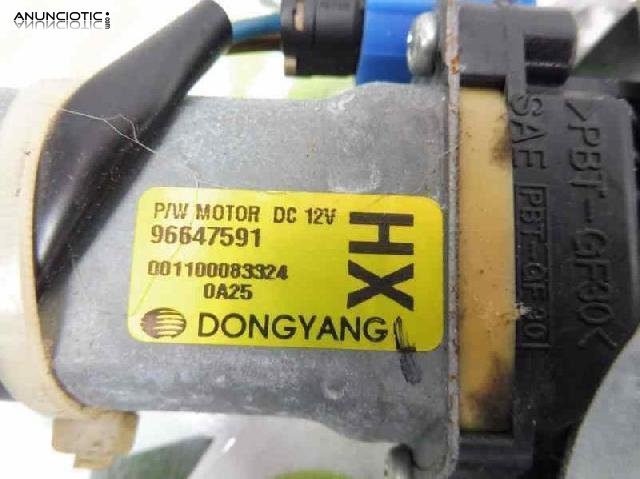 ANUNCIOTIC
.com
P/W MOTOR DC 12V
96647591
001100083324
0A25
HX
DONGYANG
SAE
PBT-GF30
>PBT-GF30<